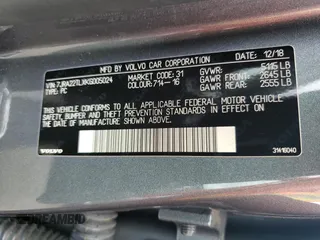 MFD. BY VOLVO CAR CORPORATION 12/18
VIN: 7JRA22TL1KG005024 MARKET CODE: 31 GVWR: 5115 LB
TYPE: PC COLOUR: 714-16 GAWR FRONT: 2645 LB
GAWR REAR: 2555 LB
THIS VEHICLE CONFORMS TO ALL APPLICABLE FEDERAL MOTOR VEHICLE
SAFETY, BUMPER, AND THEFT PREVENTION STANDARDS IN EFFECT ON
THE DATE OF MANUFACTURE SHOWN ABOVE.
VOLVO 31416040